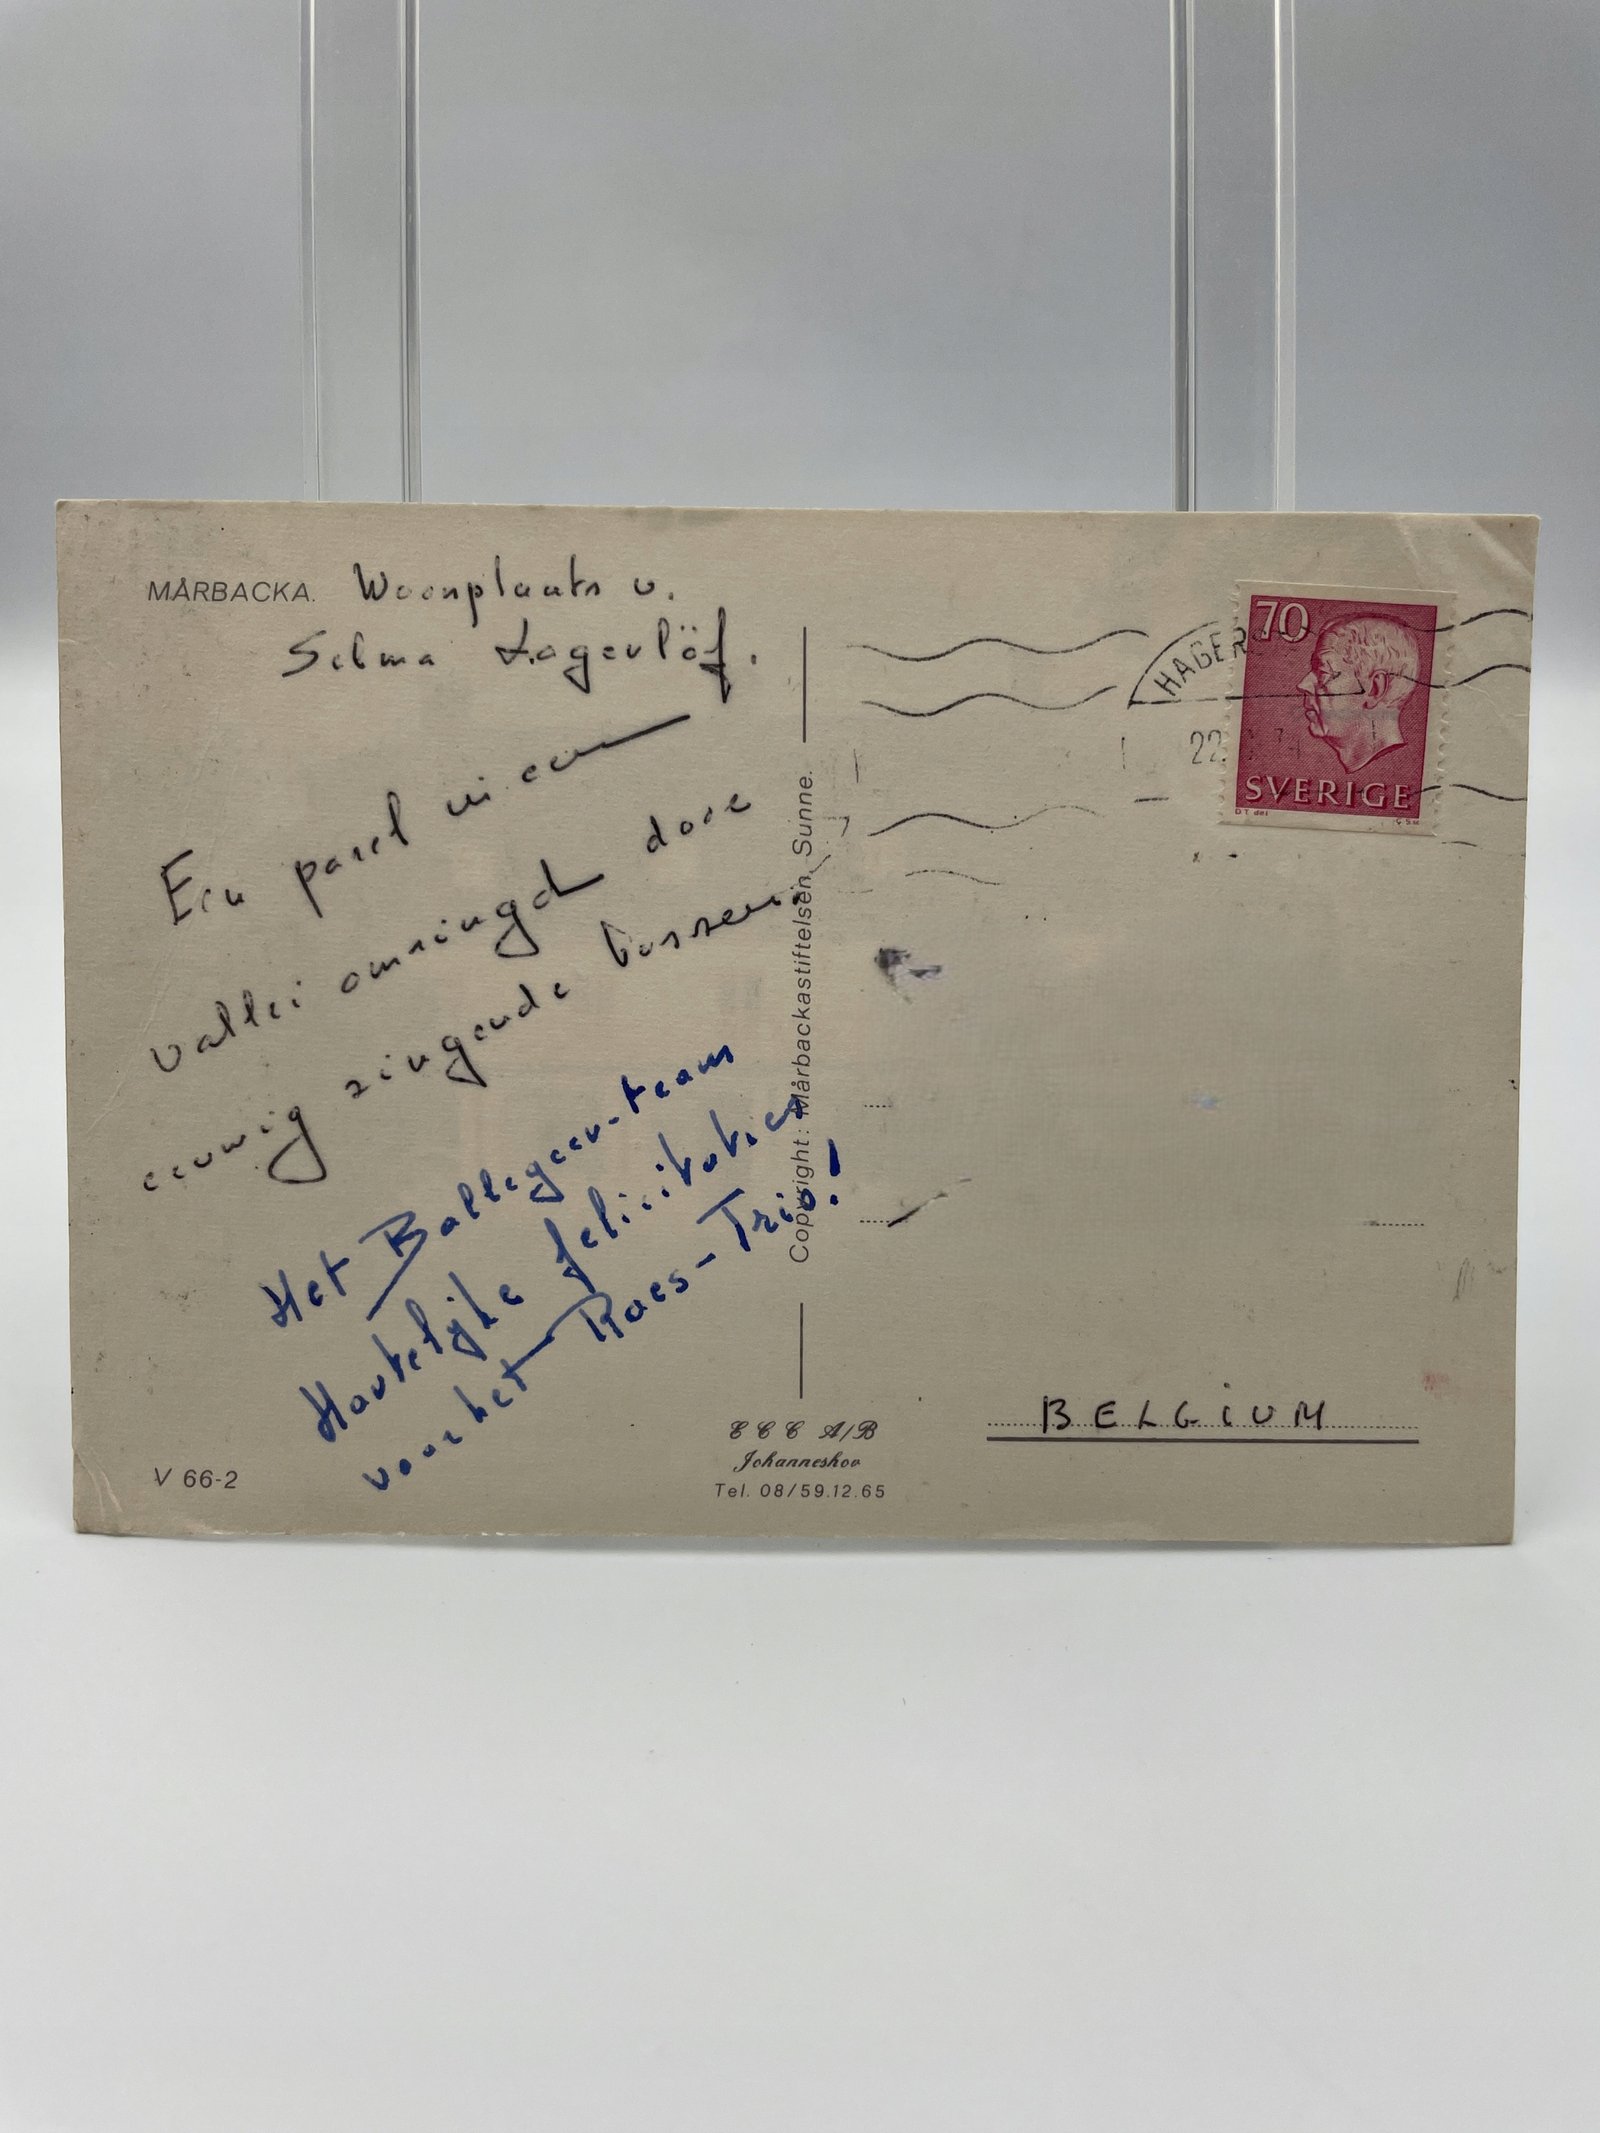 MÅRBACKA. Woonplaats v.
Selma Lagerlöf.
Een parel in een
vallei omringd door
eeuwig zingende bossen.
Het Ballegeer-team
Hartelijke felicitaties
voor het Raes-Trio!
V 66-2
Copyright: Mårbackastiftelsen, Sunne.
C C C A/B
Johanneshov
Tel. 08/59.12.65
HAGER
22.
70
SVERIGE
BELGIUM